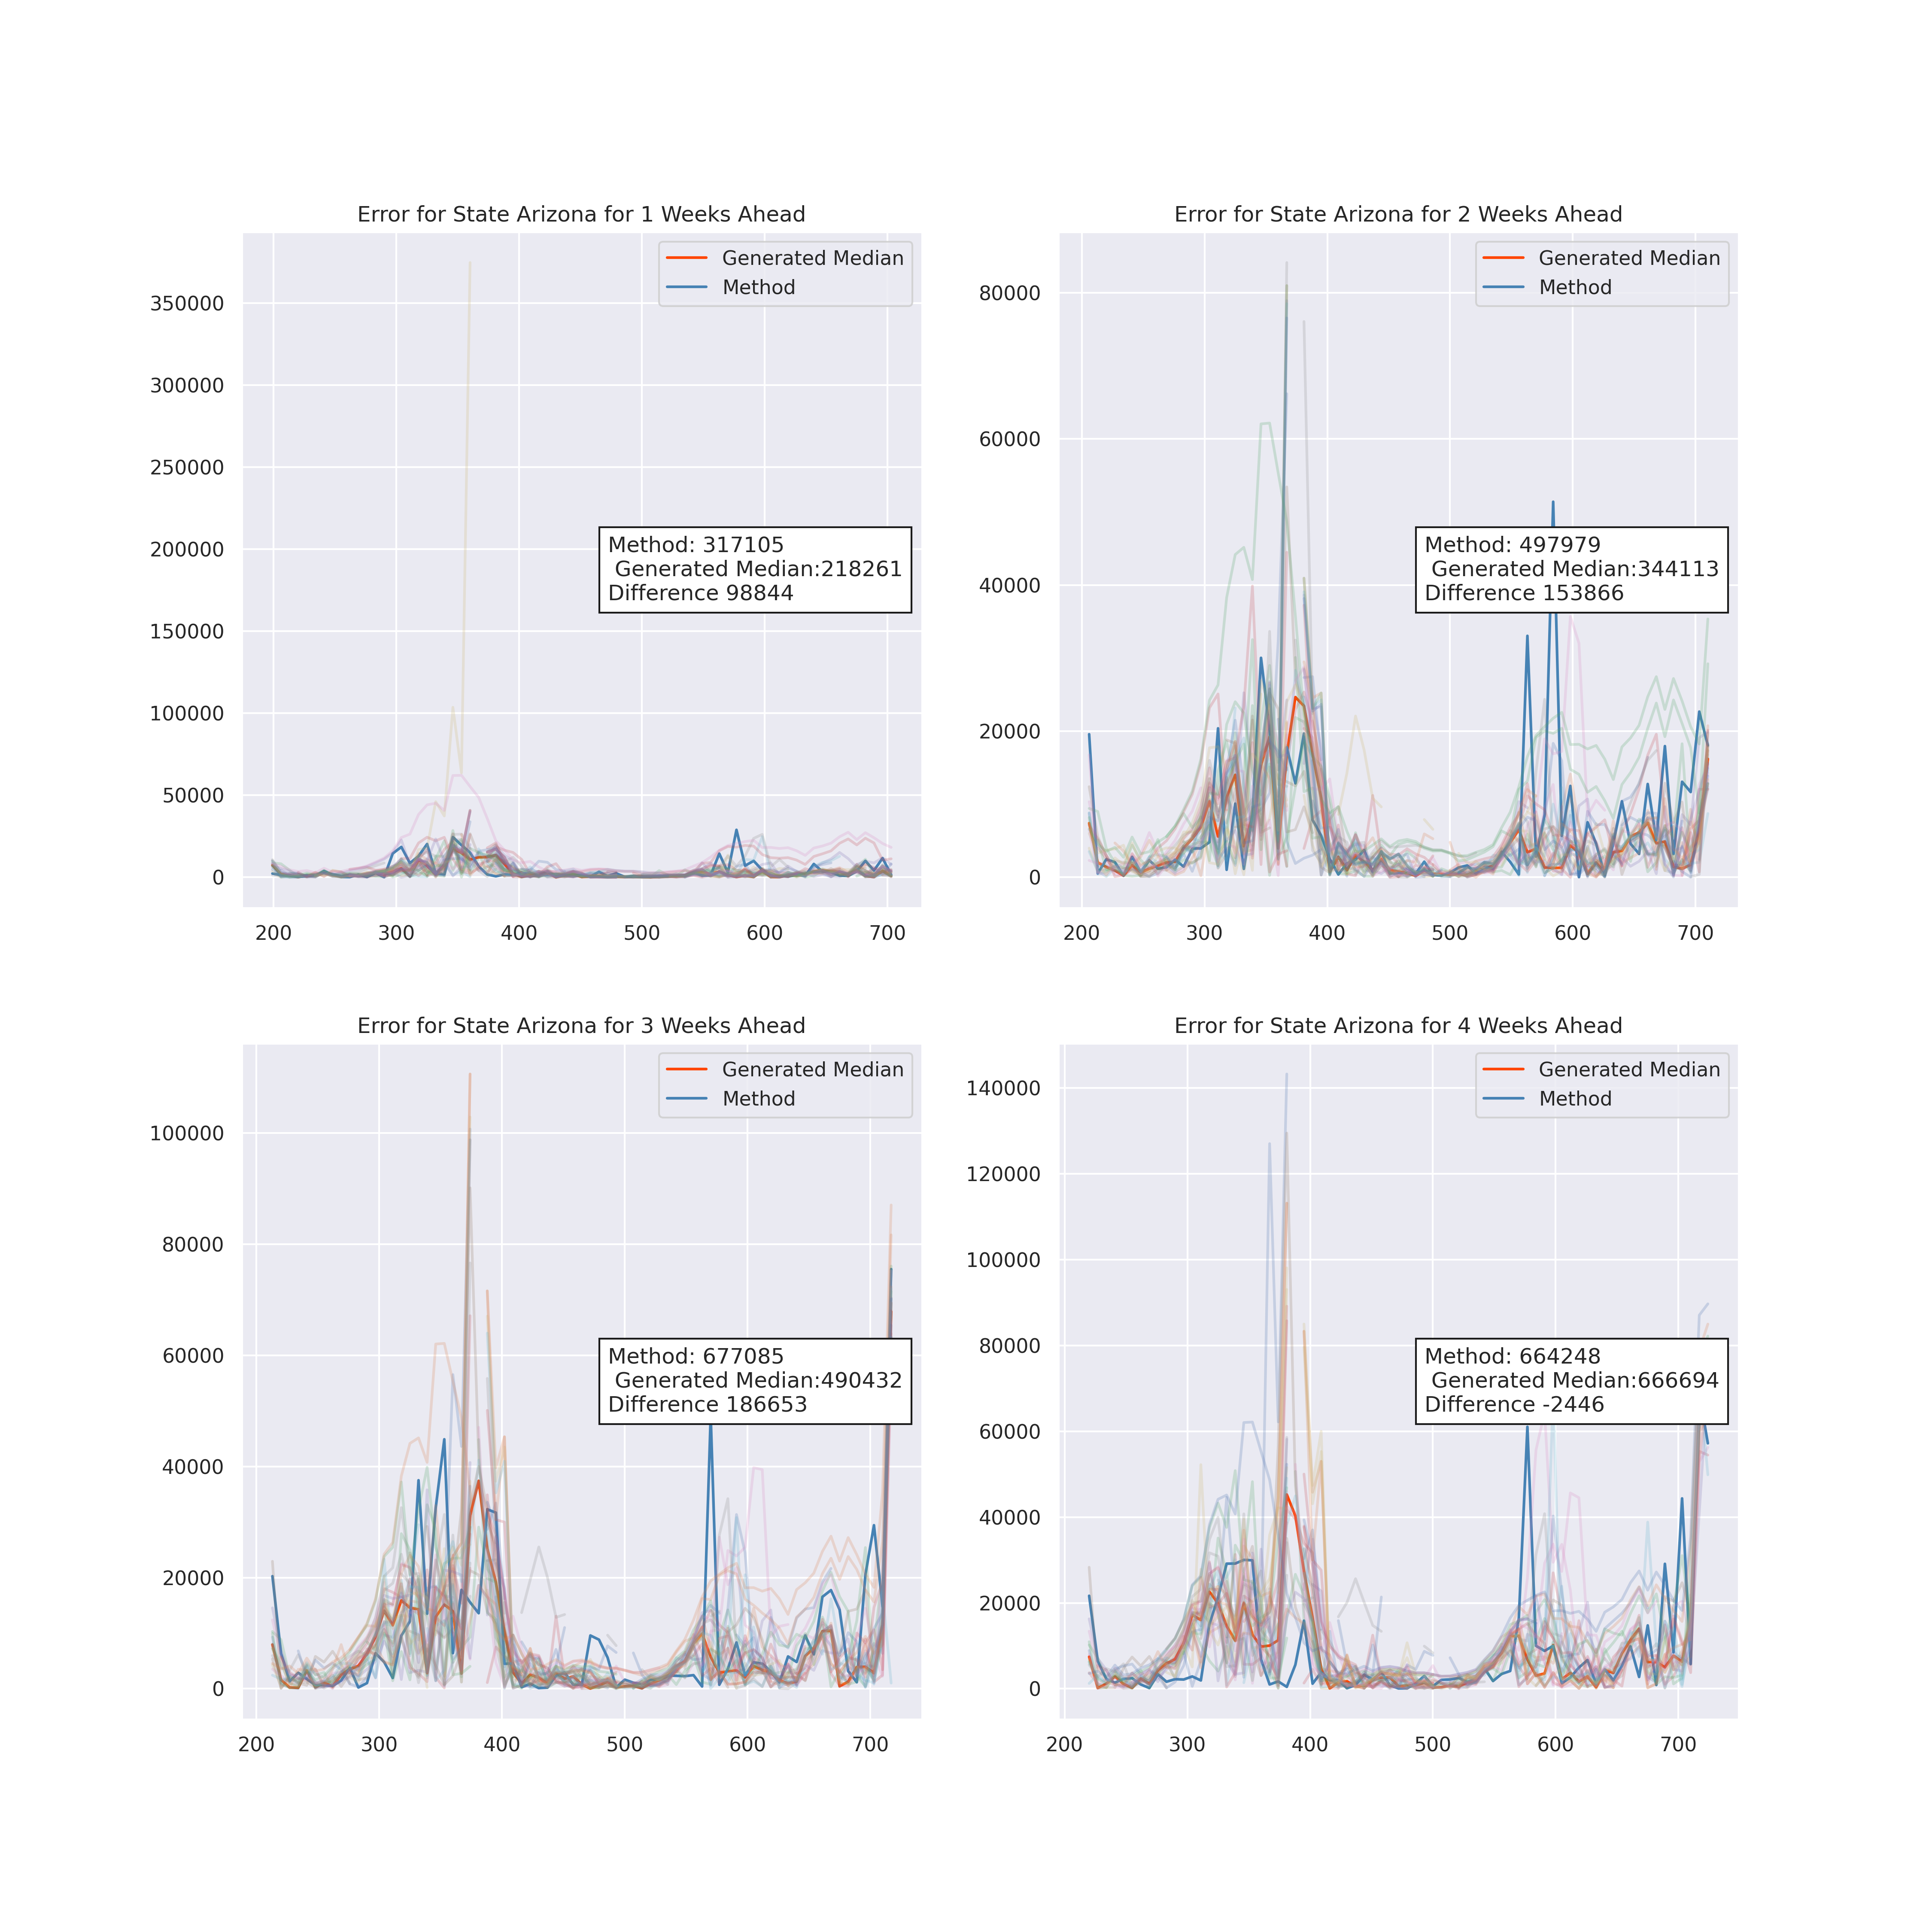 Error for State Arizona for 1 Weeks Ahead
Generated Median
Method
350000
300000
250000
200000
150000
100000
50000
0
Method: 317105
Generated Median:218261
Difference 98844
200 300 400 500 600 700
Error for State Arizona for 2 Weeks Ahead
Generated Median
Method
80000
60000
40000
20000
0
Method: 497979
Generated Median:344113
Difference 153866
200 300 400 500 600 700
Error for State Arizona for 3 Weeks Ahead
Generated Median
Method
100000
80000
60000
40000
20000
0
Method: 677085
Generated Median:490432
Difference 186653
200 300 400 500 600 700
Error for State Arizona for 4 Weeks Ahead
Generated Median
Method
140000
120000
100000
80000
60000
40000
20000
0
Method: 664248
Generated Median:666694
Difference -2446
200 300 400 500 600 700